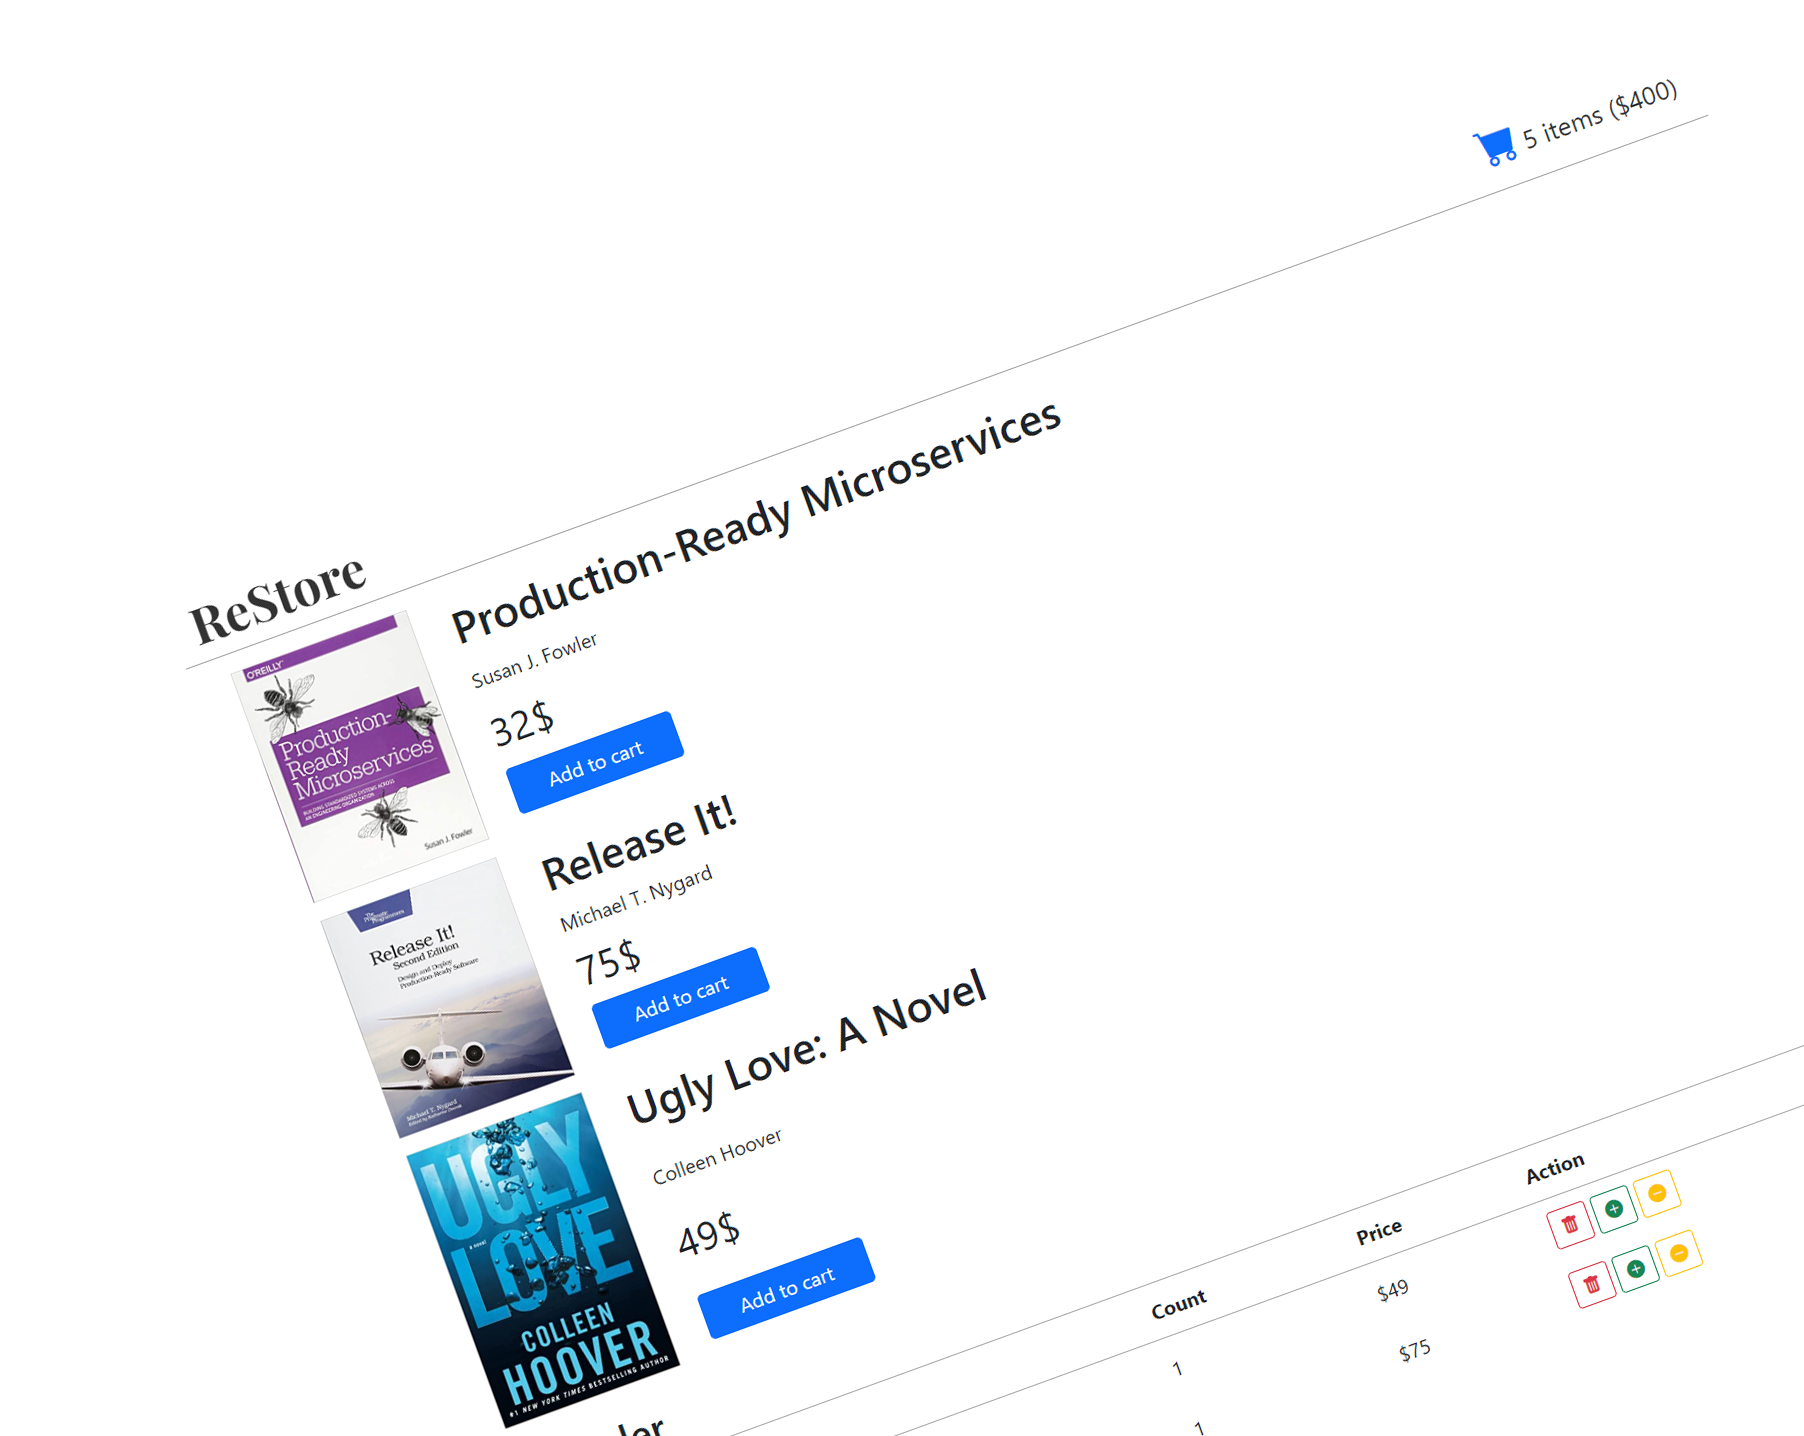 5 items ($400)
ReStore
Production-Ready Microservices
Susan J. Fowler
32$
Add to cart
O'REILLY
Production-
Ready
Microservices
BUILDING STANDARDIZED SYSTEMS ACROSS
AN ENGINEERING ORGANIZATION
Susan J. Fowler
Release It!
Michael T. Nygard
75$
Add to cart
The
Pragmatic
Programmers
Release It!
Second Edition
Design and Deploy
Production-Ready Software
Michael T. Nygard
Ugly Love: A Novel
Colleen Hoover
49$
Add to cart
UGLY
a novel
LOVE
COLLEEN
HOOVER
#1 NEW YORK TIMES BESTSELLING AUTHOR
Count Price Action
1 $49
1 $75